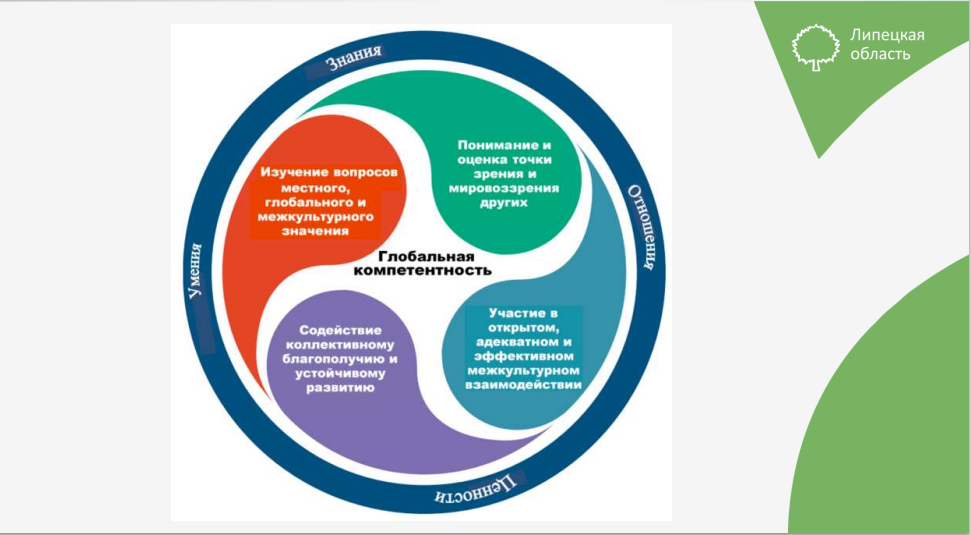 Липецкая
область
Знания
Понимание и
оценка точки
зрения и
мировоззрения
других
Изучение вопросов
местного,
глобального и
межкультурного
значения
Отношения
Умения
Глобальная
компетентность
Участие в
открытом,
адекватном и
эффективном
межкультурном
взаимодействии
Содействие
коллективному
благополучию и
устойчивому
развитию
Ценности